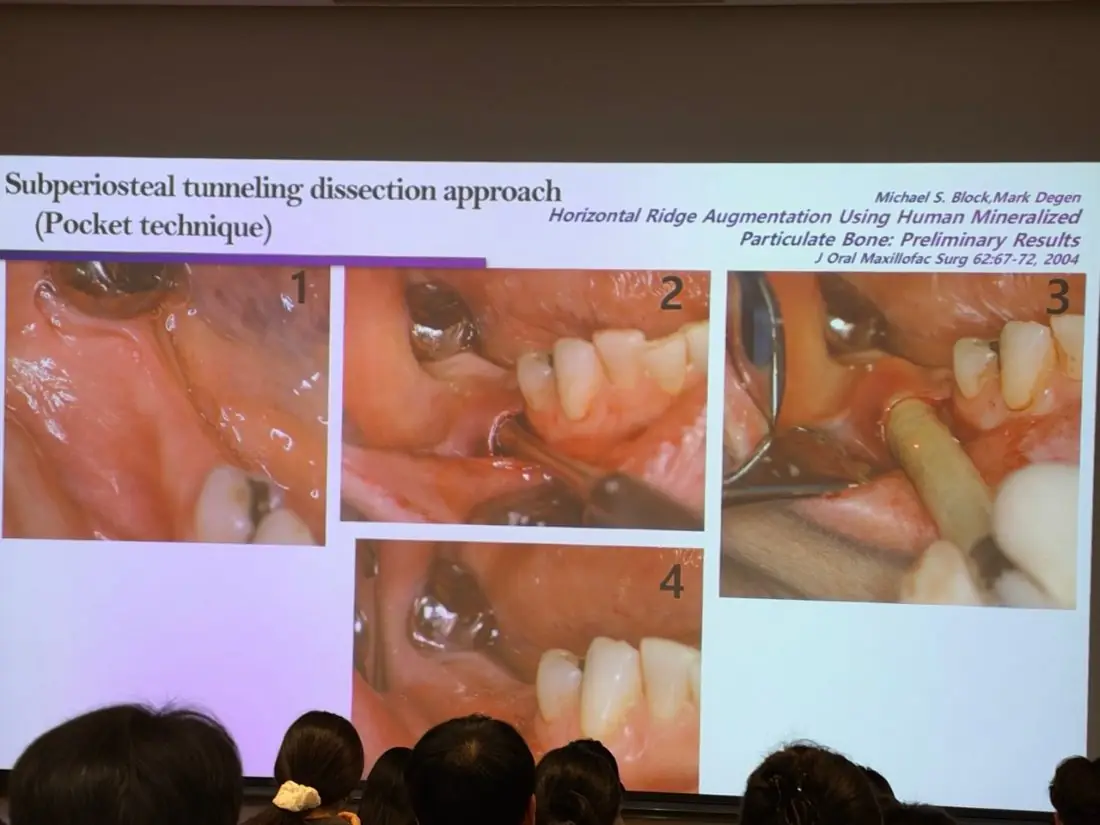 Subperiosteal tunneling dissection approach
(Pocket technique)
Michael S. Block,Mark Degen
Horizontal Ridge Augmentation Using Human Mineralized
Particulate Bone: Preliminary Results
J Oral Maxillofac Surg 62:67-72, 2004
1
2
3
4